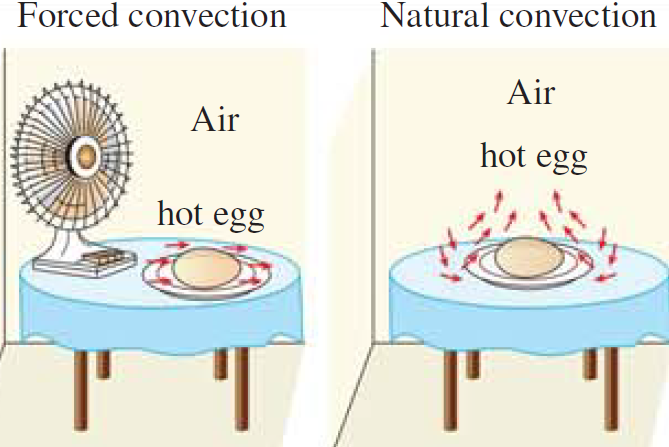 Forced convection
Air
hot egg
Natural convection
Air
hot egg